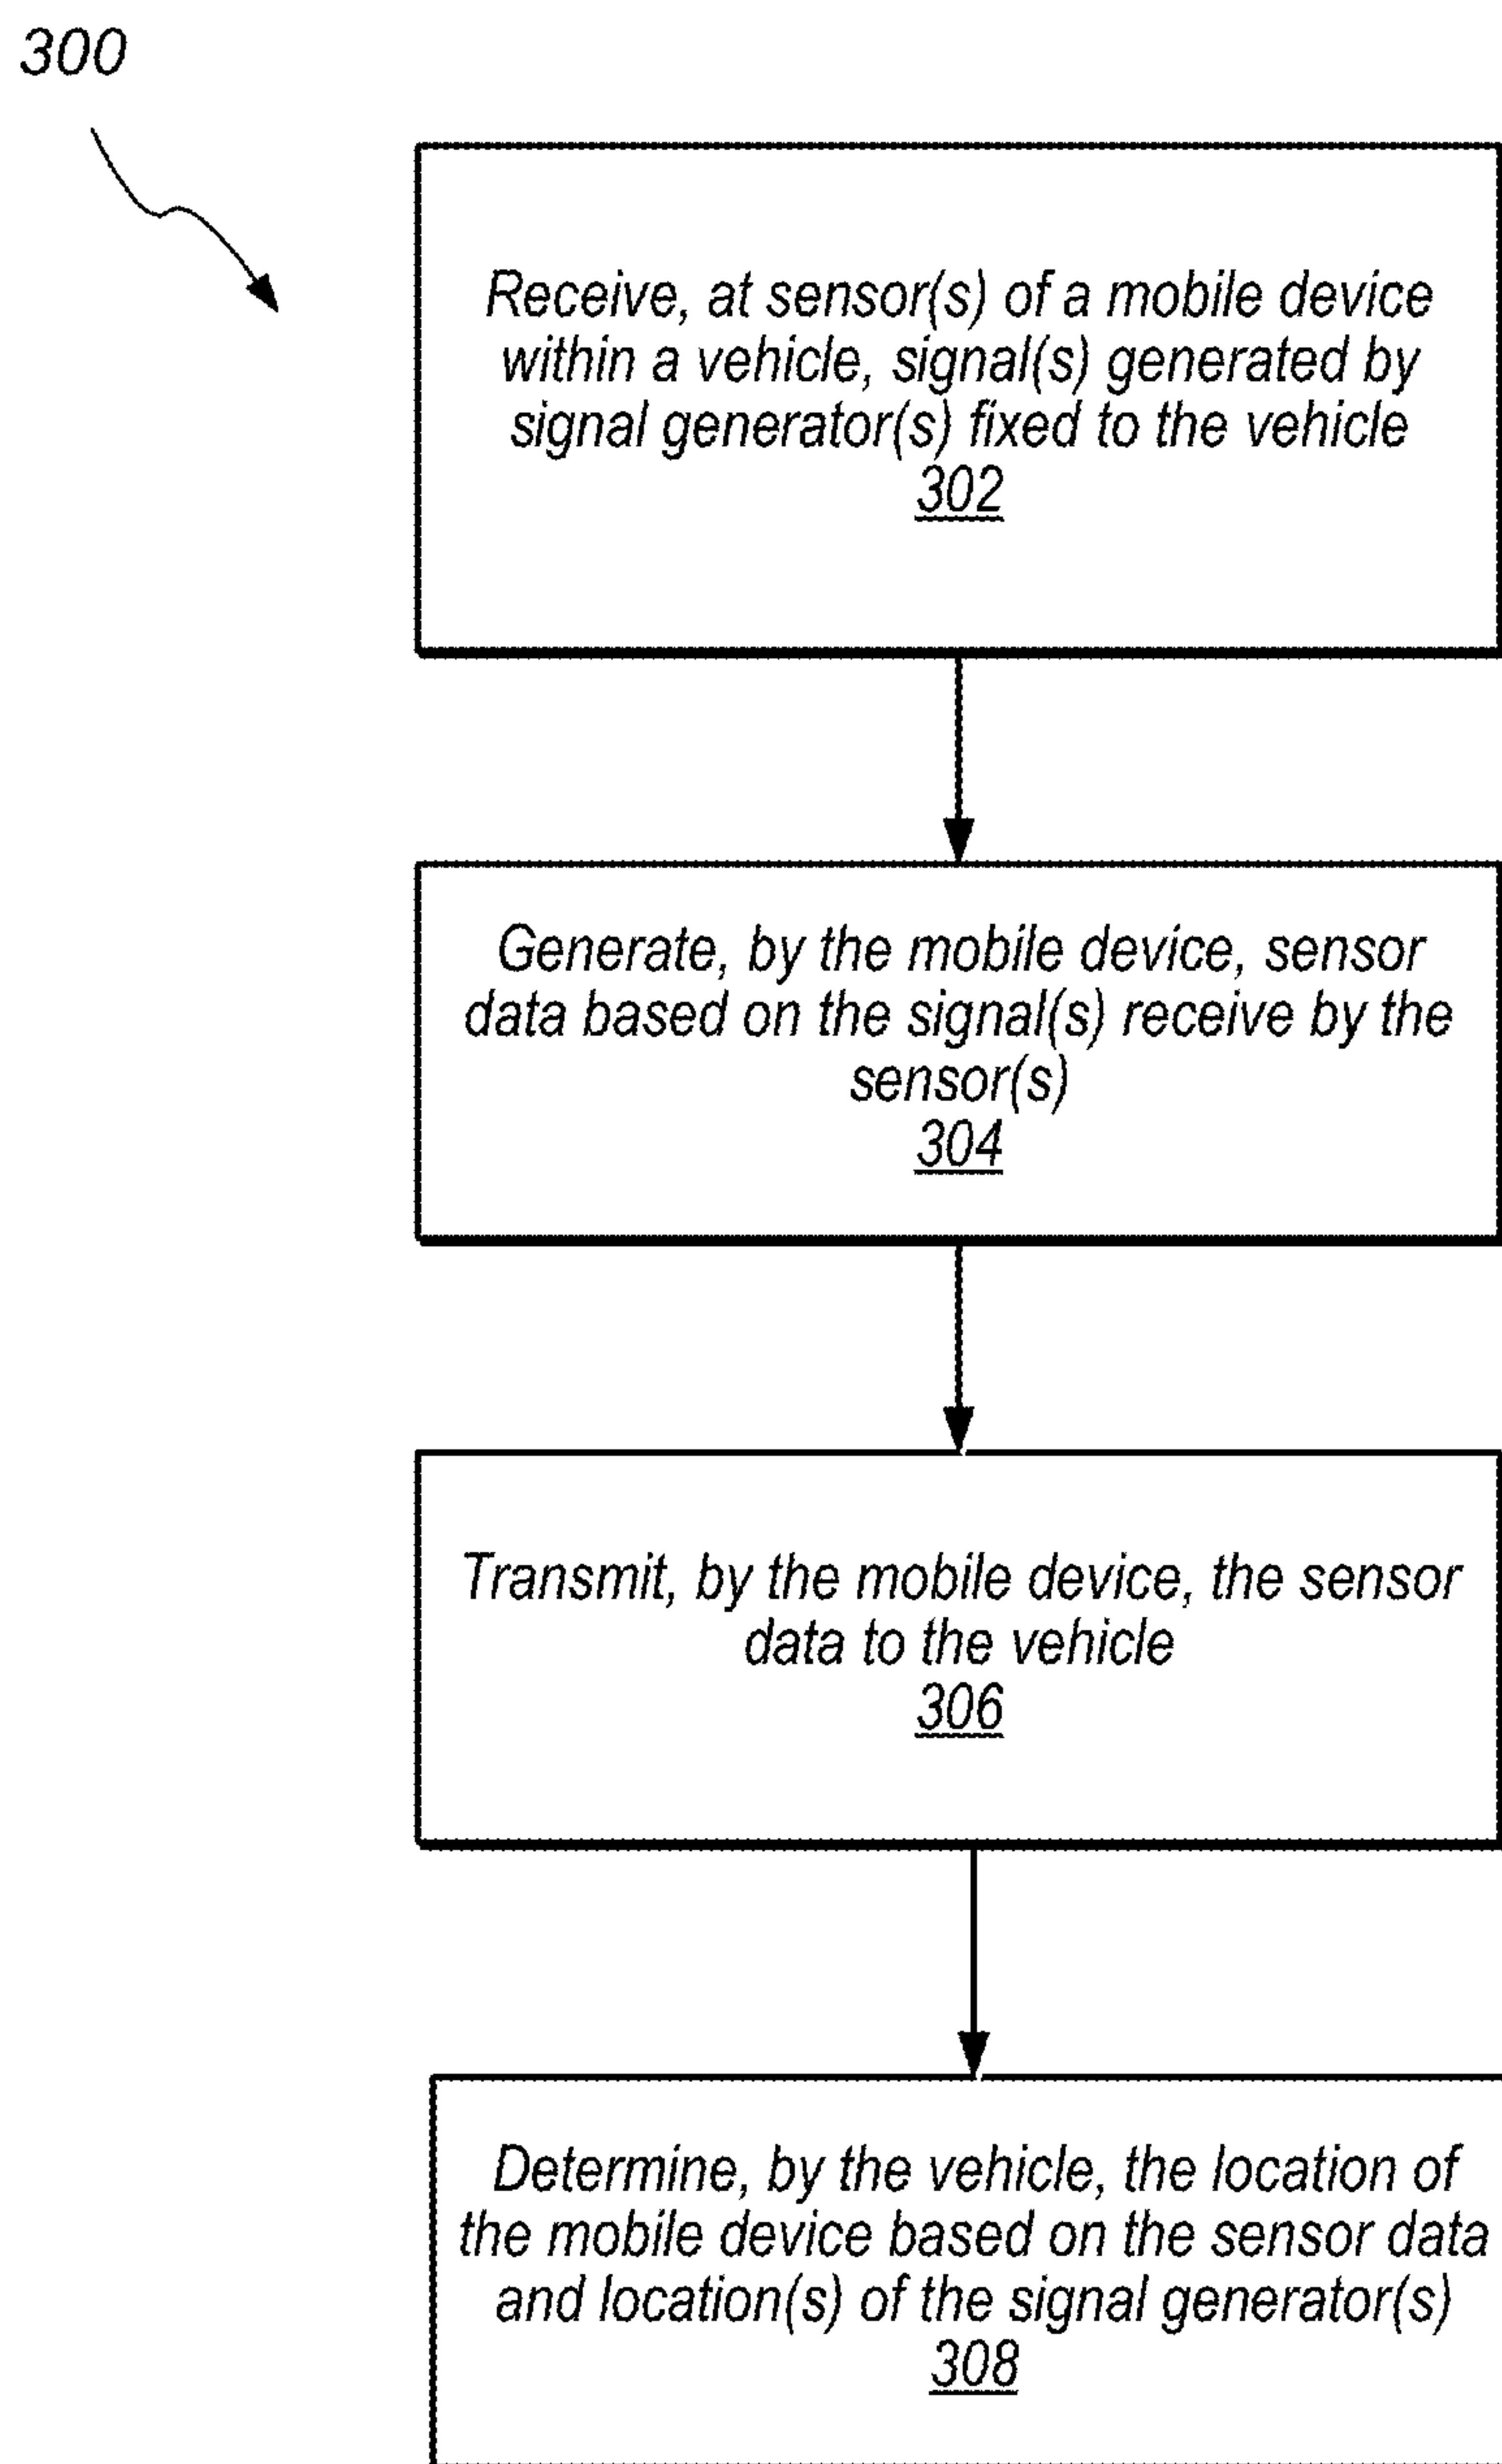 300
Receive, at sensor(s) of a mobile device
within a vehicle, signal(s) generated by
signal generator(s) fixed to the vehicle
302
Generate, by the mobile device, sensor
data based on the signal(s) receive by the
sensor(s)
304
Transmit, by the mobile device, the sensor
data to the vehicle
306
Determine, by the vehicle, the location of
the mobile device based on the sensor data
and location(s) of the signal generator(s)
308